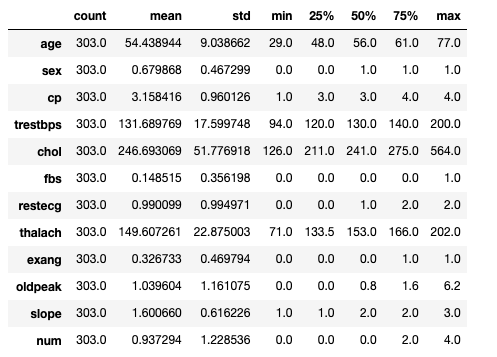 count mean std min 25% 50% 75% max
age 303.0 54.438944 9.038662 29.0 48.0 56.0 61.0 77.0
sex 303.0 0.679868 0.467299 0.0 0.0 1.0 1.0 1.0
cp 303.0 3.158416 0.960126 1.0 3.0 3.0 4.0 4.0
trestbps 303.0 131.689769 17.599748 94.0 120.0 130.0 140.0 200.0
chol 303.0 246.693069 51.776918 126.0 211.0 241.0 275.0 564.0
fbs 303.0 0.148515 0.356198 0.0 0.0 0.0 0.0 1.0
restecg 303.0 0.990099 0.994971 0.0 0.0 1.0 2.0 2.0
thalach 303.0 149.607261 22.875003 71.0 133.5 153.0 166.0 202.0
exang 303.0 0.326733 0.469794 0.0 0.0 0.0 1.0 1.0
oldpeak 303.0 1.039604 1.161075 0.0 0.0 0.8 1.6 6.2
slope 303.0 1.600660 0.616226 1.0 1.0 2.0 2.0 3.0
num 303.0 0.937294 1.228536 0.0 0.0 0.0 2.0 4.0